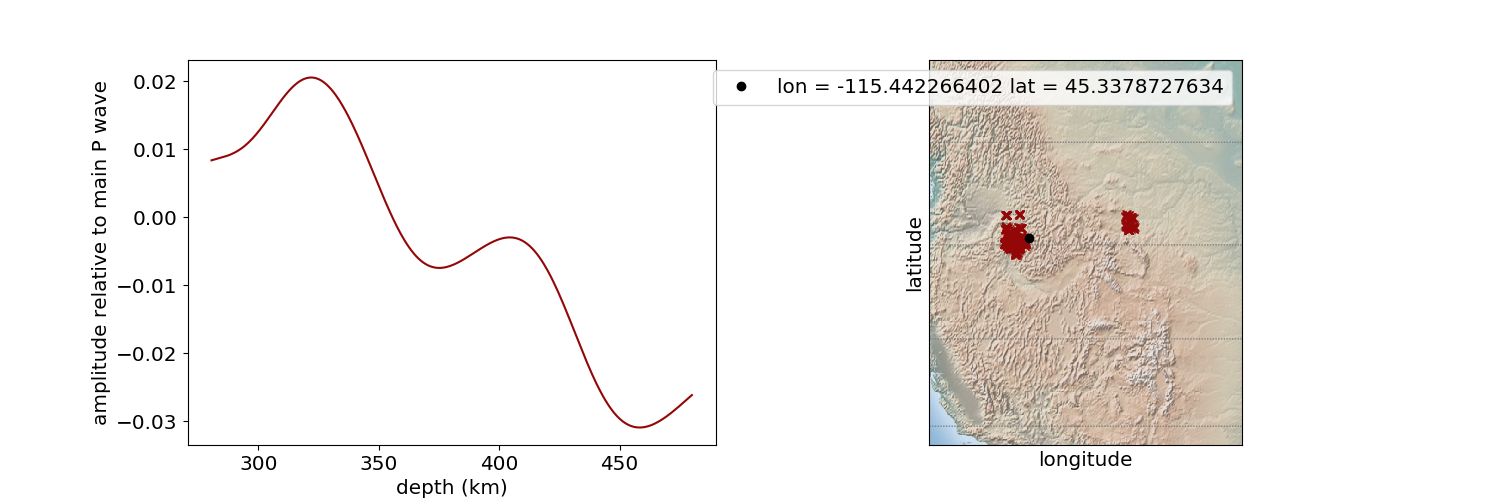 amplitude relative to main P wave
0.02
0.01
0.00
−0.01
−0.02
−0.03
300 350 400 450
depth (km)
lon = -115.442266402 lat = 45.3378727634
latitude
longitude